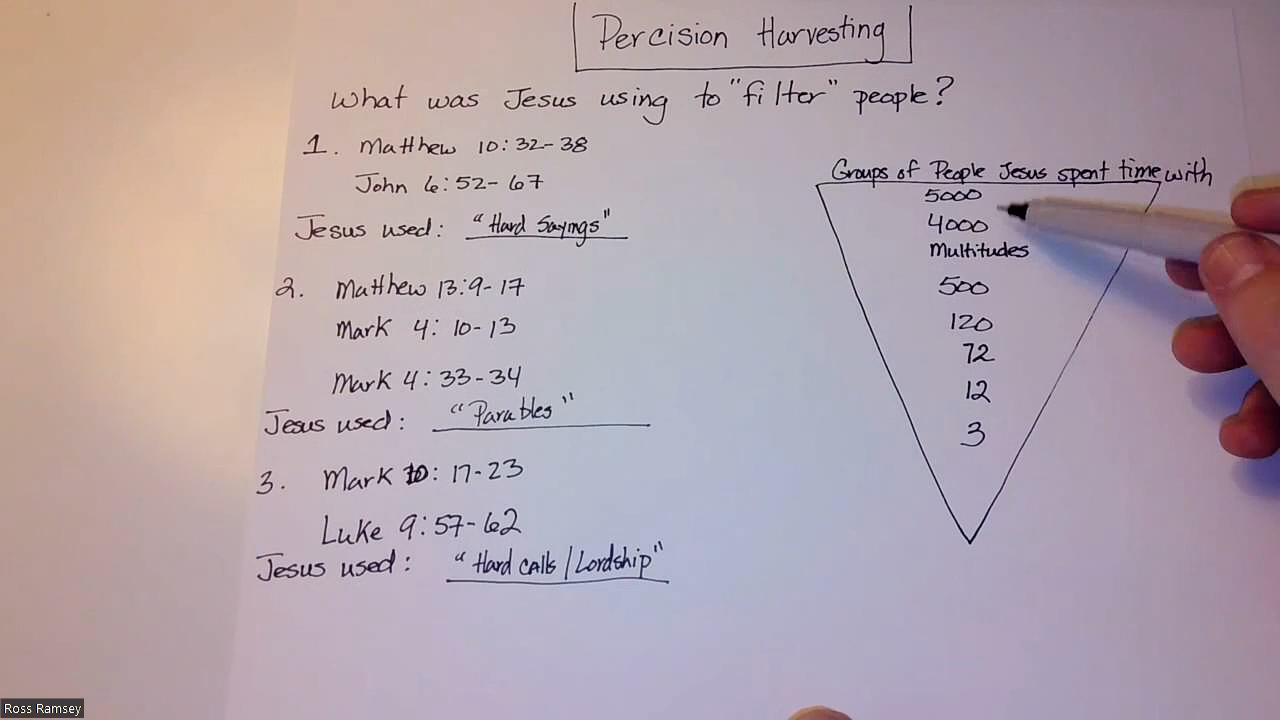 Percision Harvesting
What was Jesus using to "filter" people?
1. Matthew 10:32-38
John 6:52-67
Jesus used: "Hard Sayings"
2. Matthew 13:9-17
Mark 4:10-13
Mark 4:33-34
Jesus used: "Parables"
3. Mark 10:17-23
Luke 9:57-62
Jesus used: "Hard calls/Lordship"
Groups of People Jesus spent time with
5000
4000
Multitudes
500
120
72
12
3
Ross Ramsey